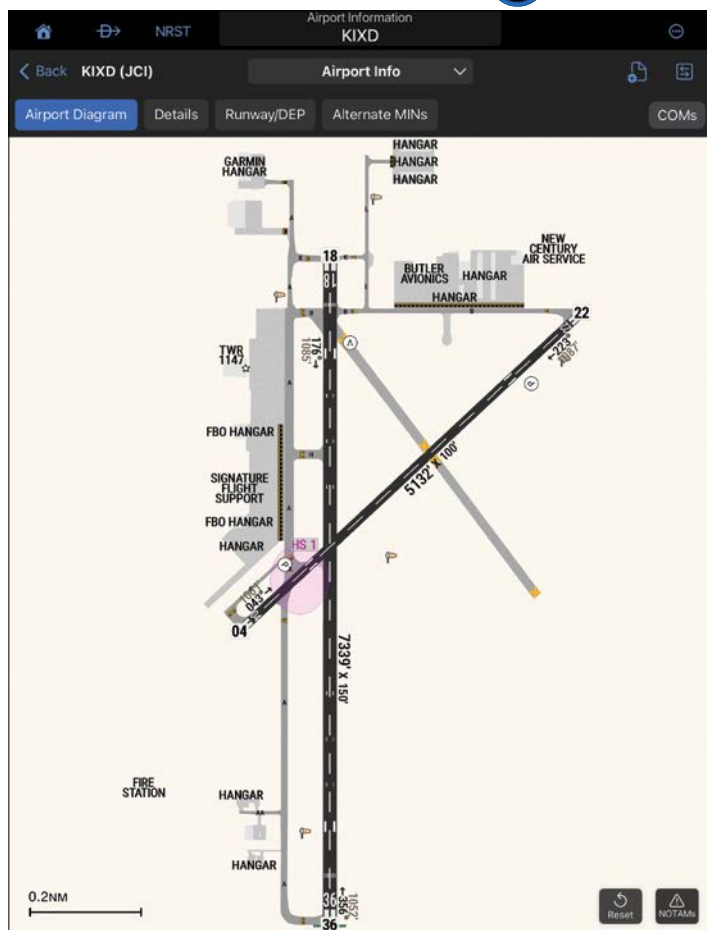 Airport Information
NRST
KIXD
Back
KIXD (JCI)
Airport Info
Airport Diagram
Details
Runway/DEP
Alternate MINs
COMs
HANGAR
HANGAR
HANGAR
GARMIN
HANGAR
NEW
CENTURY
AIR SERVICE
18
18
BUTLER
AVIONICS
HANGAR
HANGAR
22
176°
1085'
V
←223°
1087'
P
TWR
1147
A
FBO HANGAR
5132' X 100'
SIGNATURE
FLIGHT
SUPPORT
A
FBO HANGAR
HANGAR
HS 1
P
1061'
043°→
04
7339' X 150'
A
FIRE
STATION
HANGAR
HANGAR
A
0.2NM
36
←356°
1052'
36
Reset
NOTAMs